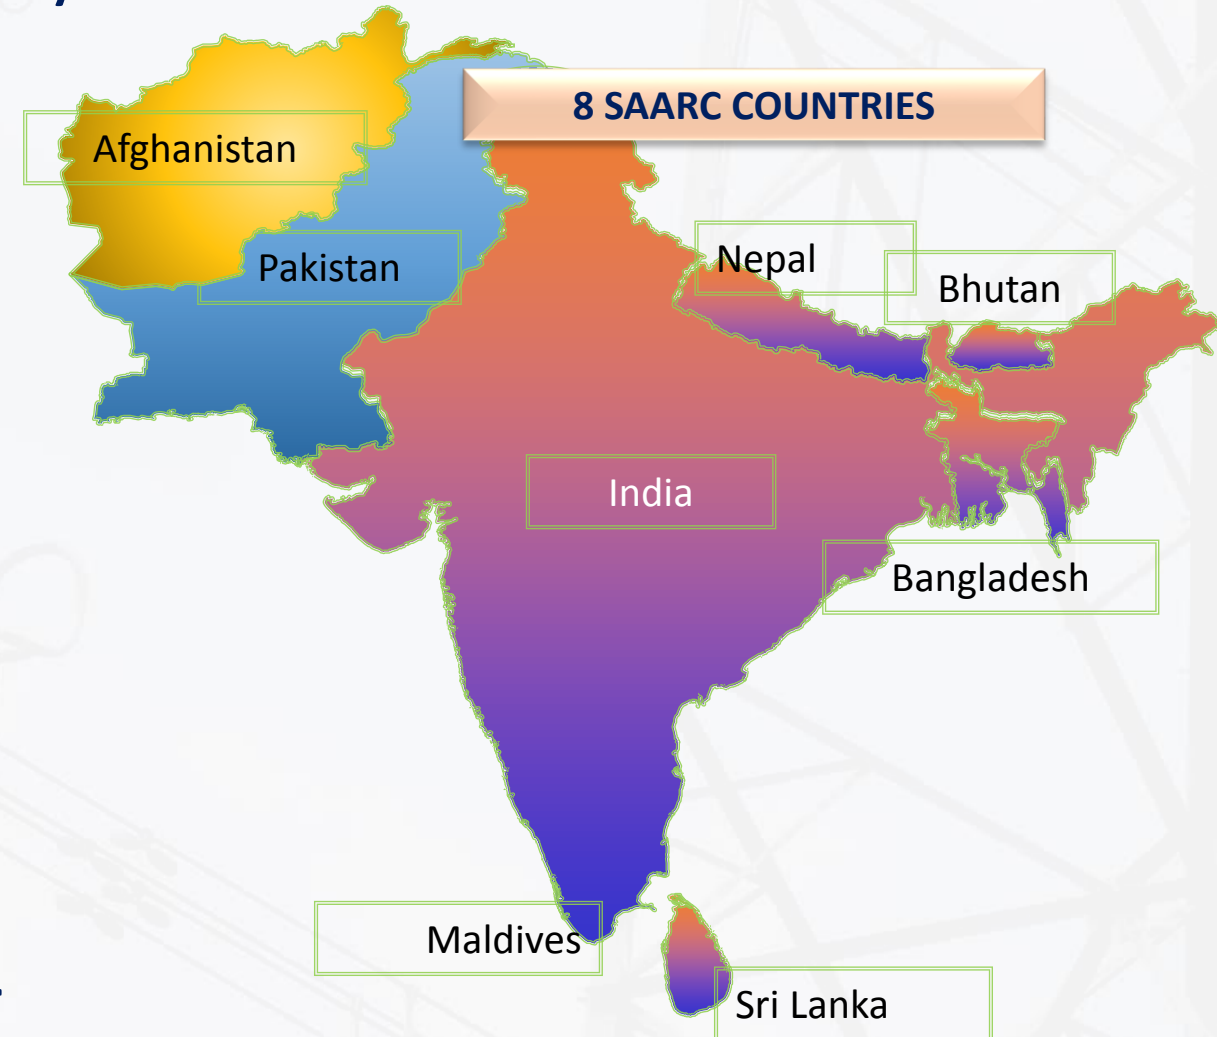 8 SAARC COUNTRIES
Afghanistan
Pakistan
Nepal
Bhutan
India
Bangladesh
Maldives
Sri Lanka